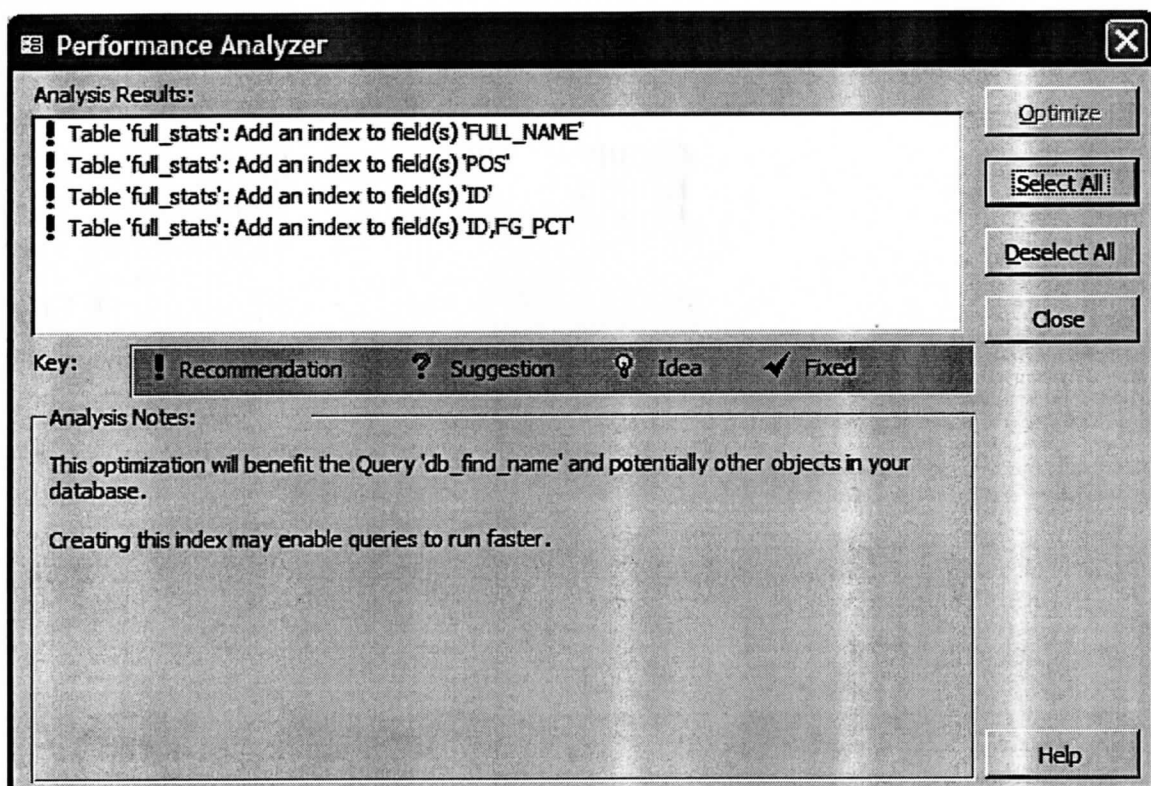 Performance Analyzer
Analysis Results:
! Table 'full_stats': Add an index to field(s) 'FULL_NAME'
! Table 'full_stats': Add an index to field(s) 'POS'
! Table 'full_stats': Add an index to field(s) 'ID'
! Table 'full_stats': Add an index to field(s) 'ID,FG_PCT'
Optimize
Select All
Deselect All
Close
Key:
! Recommendation ? Suggestion Idea Fixed
Analysis Notes:
This optimization will benefit the Query 'db_find_name' and potentially other objects in your
database.
Creating this index may enable queries to run faster.
Help